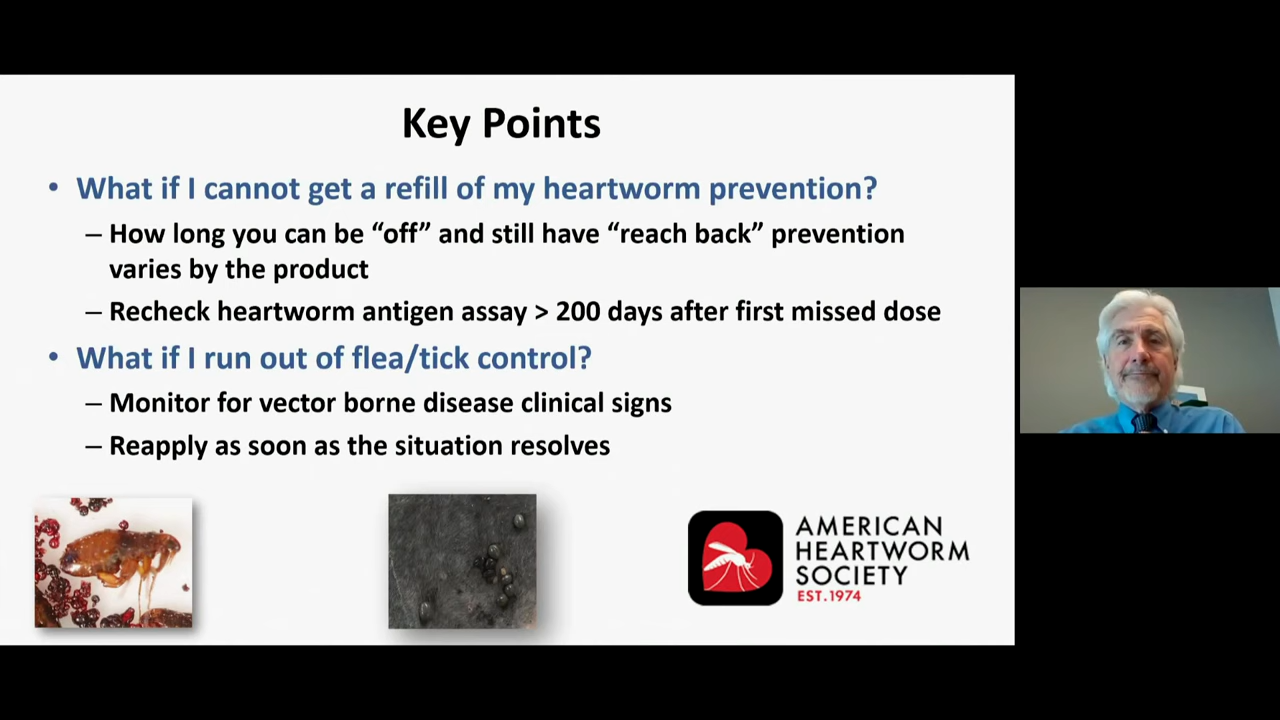 Key Points
• What if I cannot get a refill of my heartworm prevention?
– How long you can be “off” and still have “reach back” prevention
varies by the product
– Recheck heartworm antigen assay > 200 days after first missed dose
• What if I run out of flea/tick control?
– Monitor for vector borne disease clinical signs
– Reapply as soon as the situation resolves
AMERICAN
HEARTWORM
SOCIETY
EST.1974